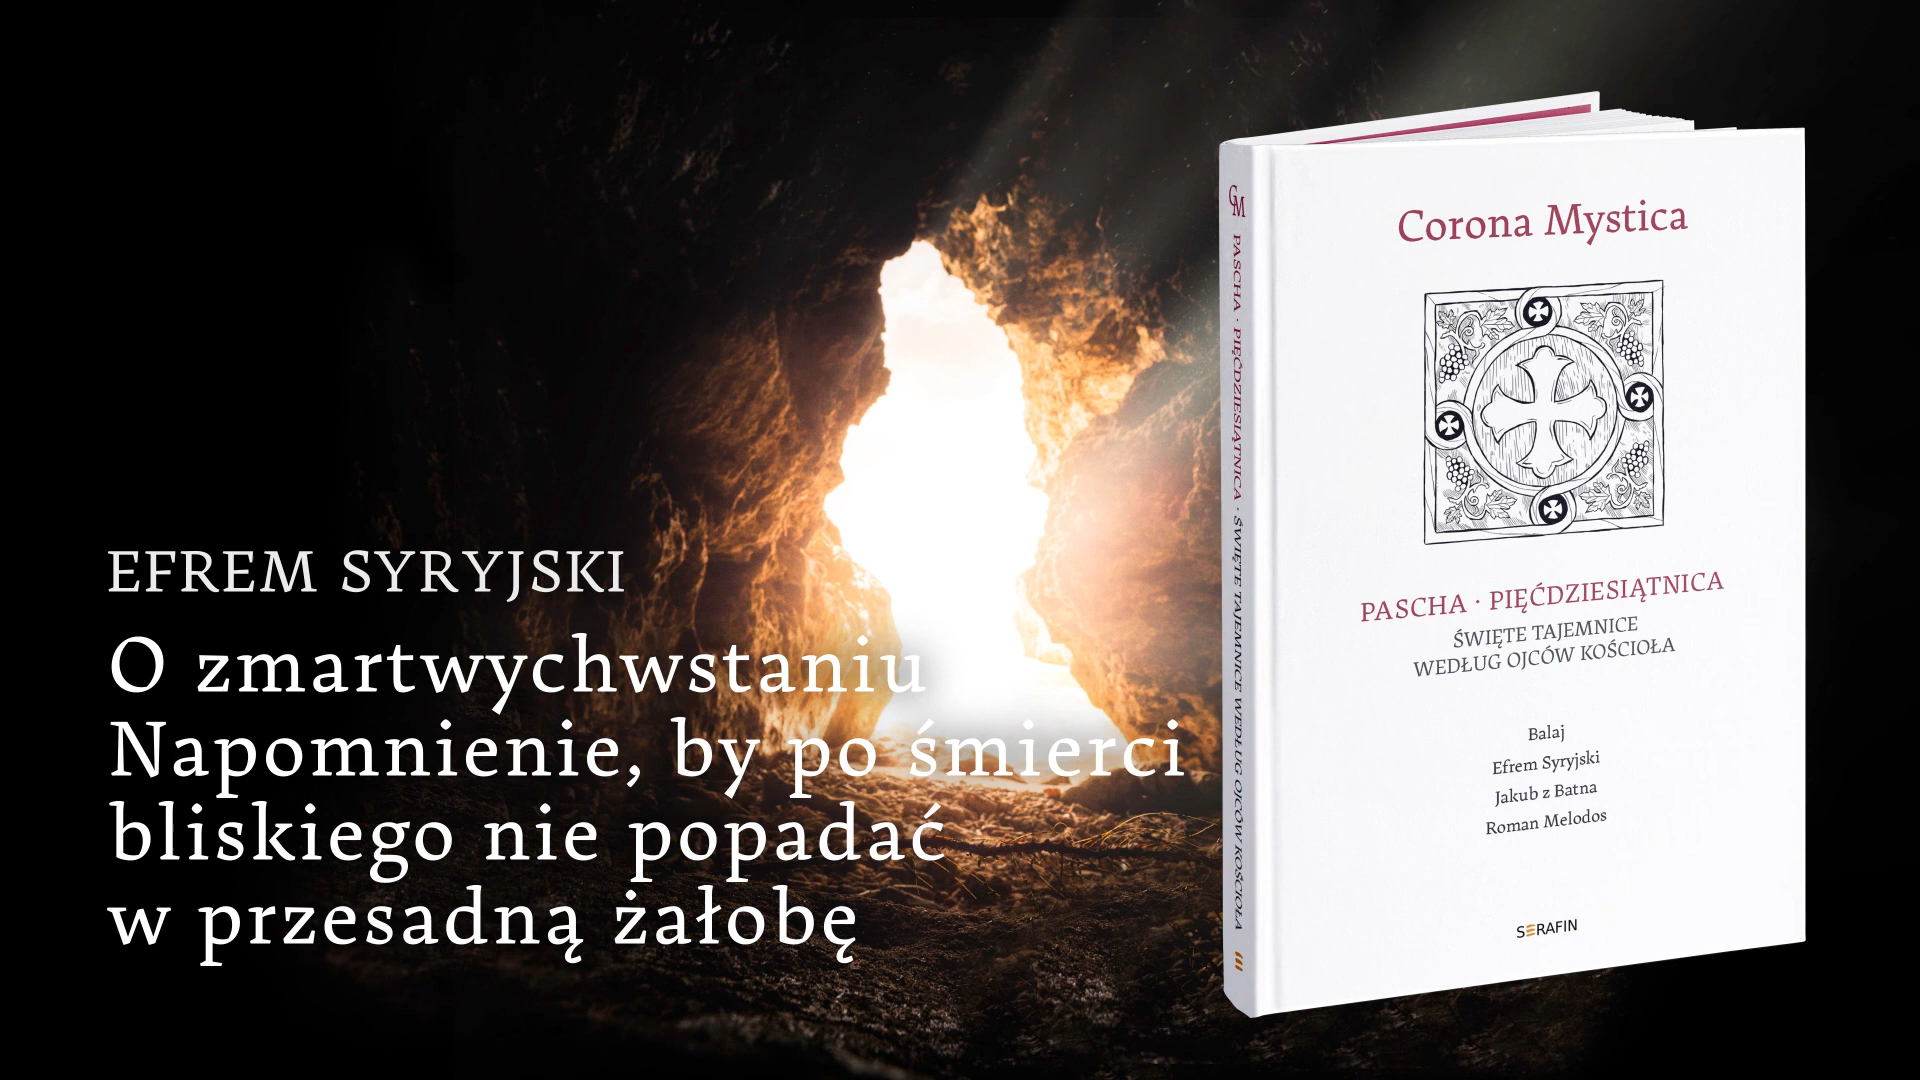 EFREM SYRYJSKI
O zmartwychwstaniu
Napomnienie, by po śmierci
bliskiego nie popadać
w przesadną żałobę
CM
PASCHA · PIĘĆDZIESIĄTNICA · ŚWIĘTE TAJEMNICE WEDŁUG OJCÓW KOŚCIOŁA
Corona Mystica
PASCHA · PIĘĆDZIESIĄTNICA
ŚWIĘTE TAJEMNICE
WEDŁUG OJCÓW KOŚCIOŁA
Balaj
Efrem Syryjski
Jakub z Batna
Roman Melodos
SERAFIN